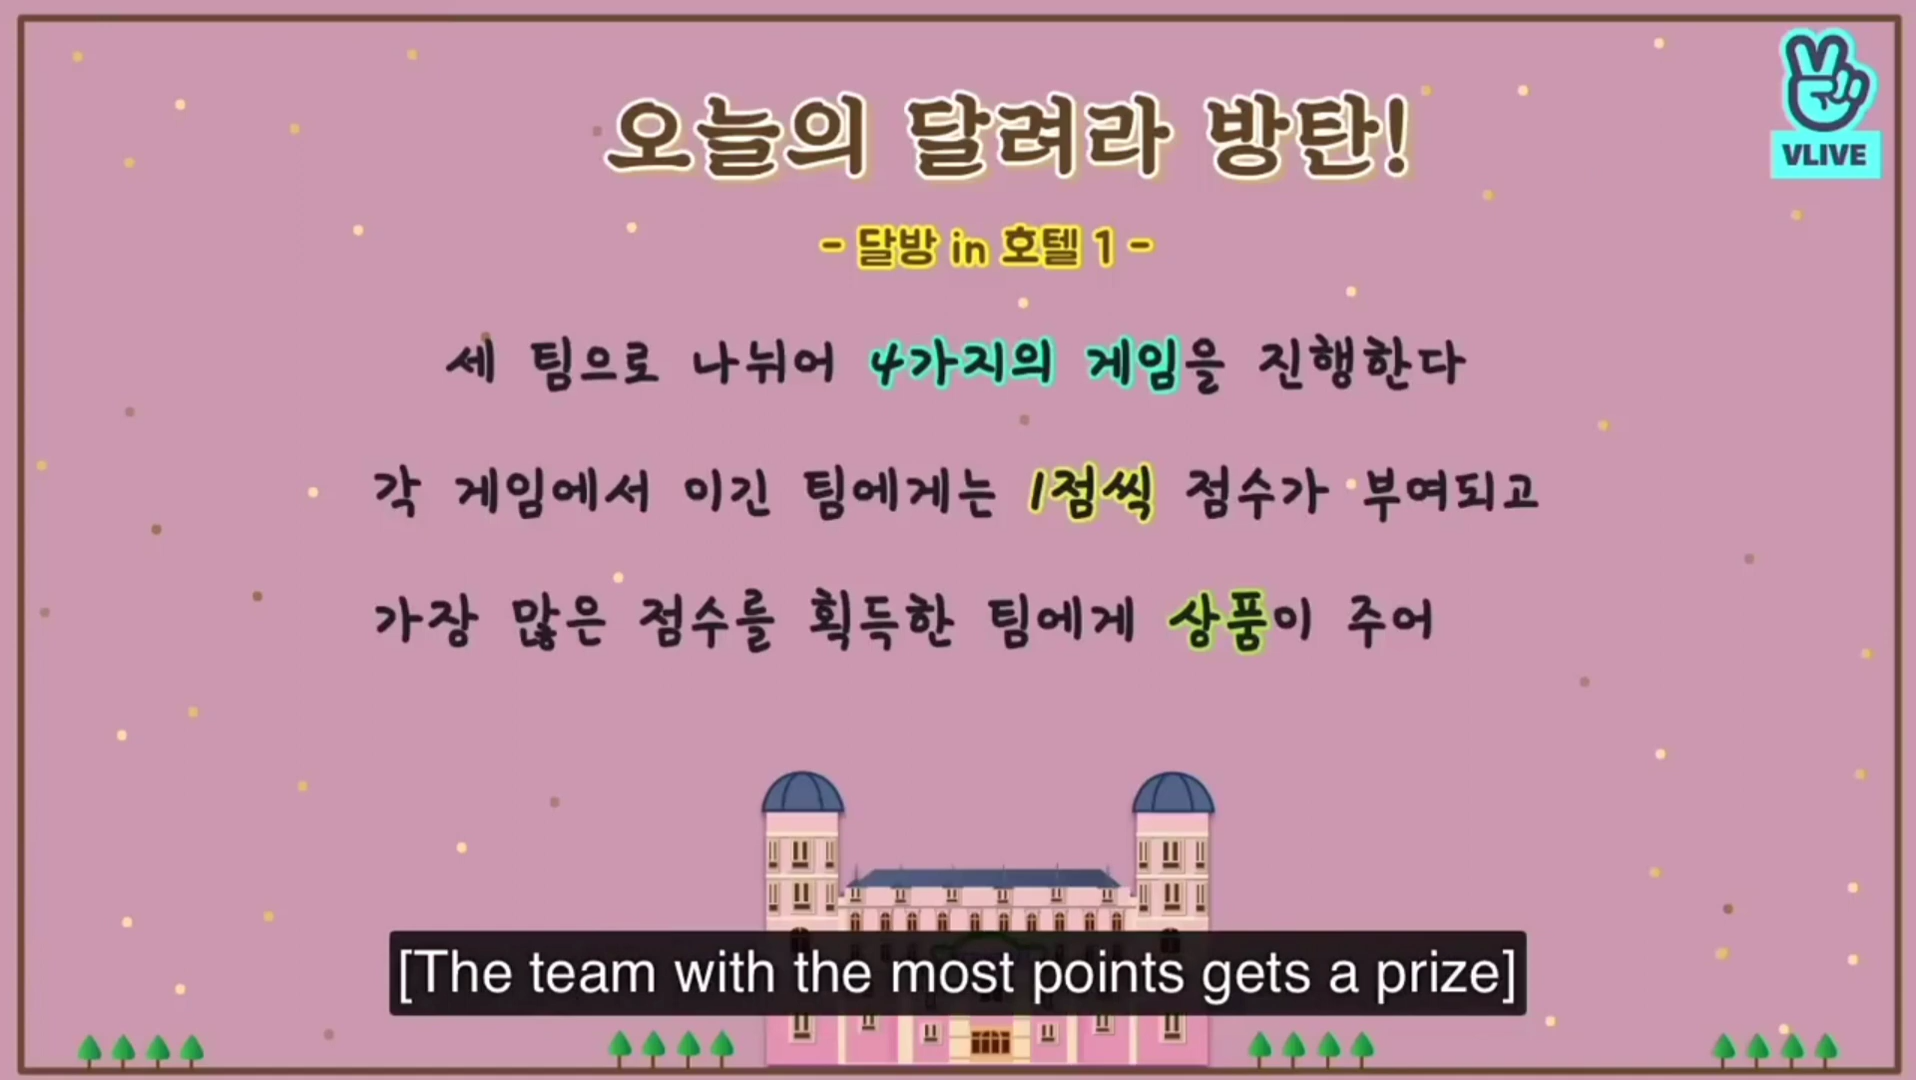 오늘의 달려라 방탄!
VLIVE
- 달방 in 호텔 1 -
세 팀으로 나뉘어 4가지의 게임을 진행한다
각 게임에서 이긴 팀에게는 1점씩 점수가 부여되고
가장 많은 점수를 획득한 팀에게 상품이 주어
[The team with the most points gets a prize]